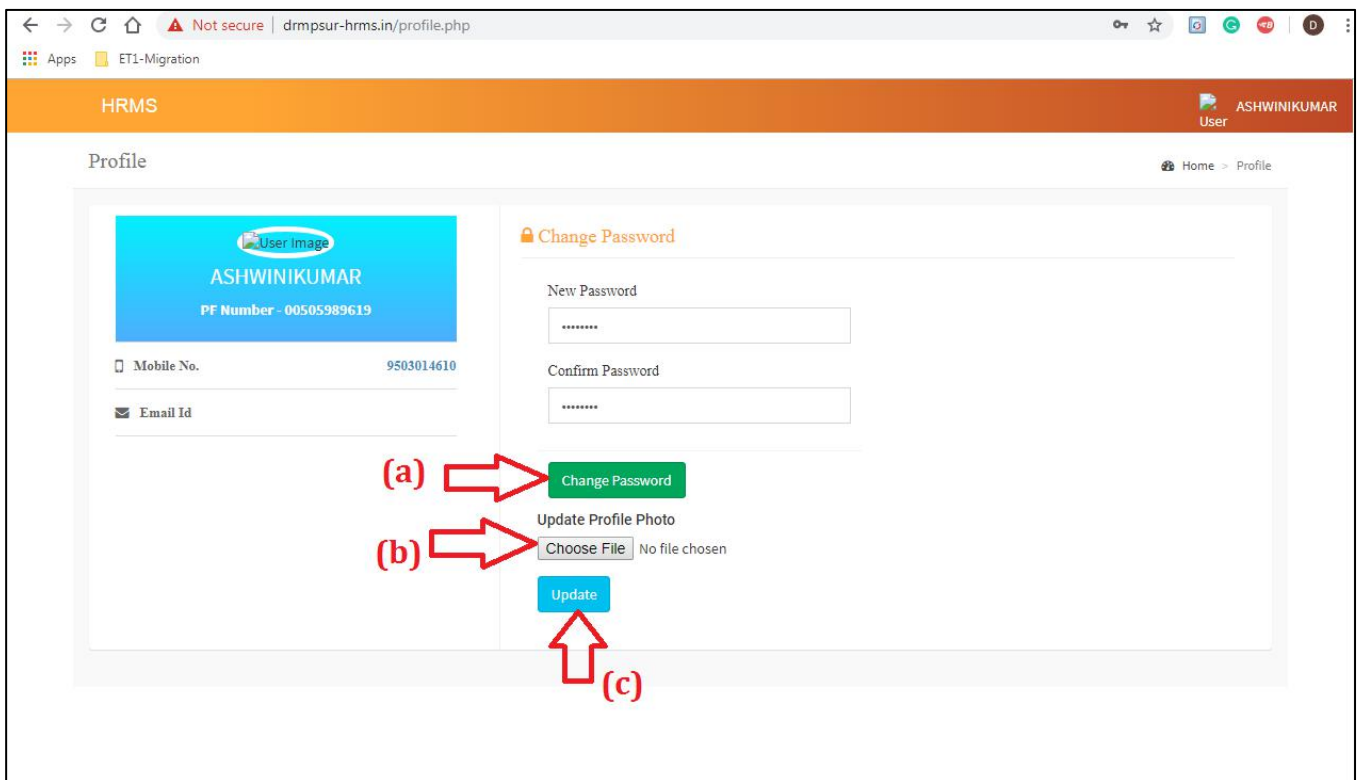 Not secure | drmpsur-hrms.in/profile.php
D
Apps ET1-Migration
HRMS
User ASHWINIKUMAR
Profile
Home > Profile
User Image
ASHWINIKUMAR
PF Number - 00505989619
Mobile No. 9503014610
Email Id
Change Password
New Password
••••••••
Confirm Password
••••••••
(a) Change Password
Update Profile Photo
(b) Choose File No file chosen
Update
(c)